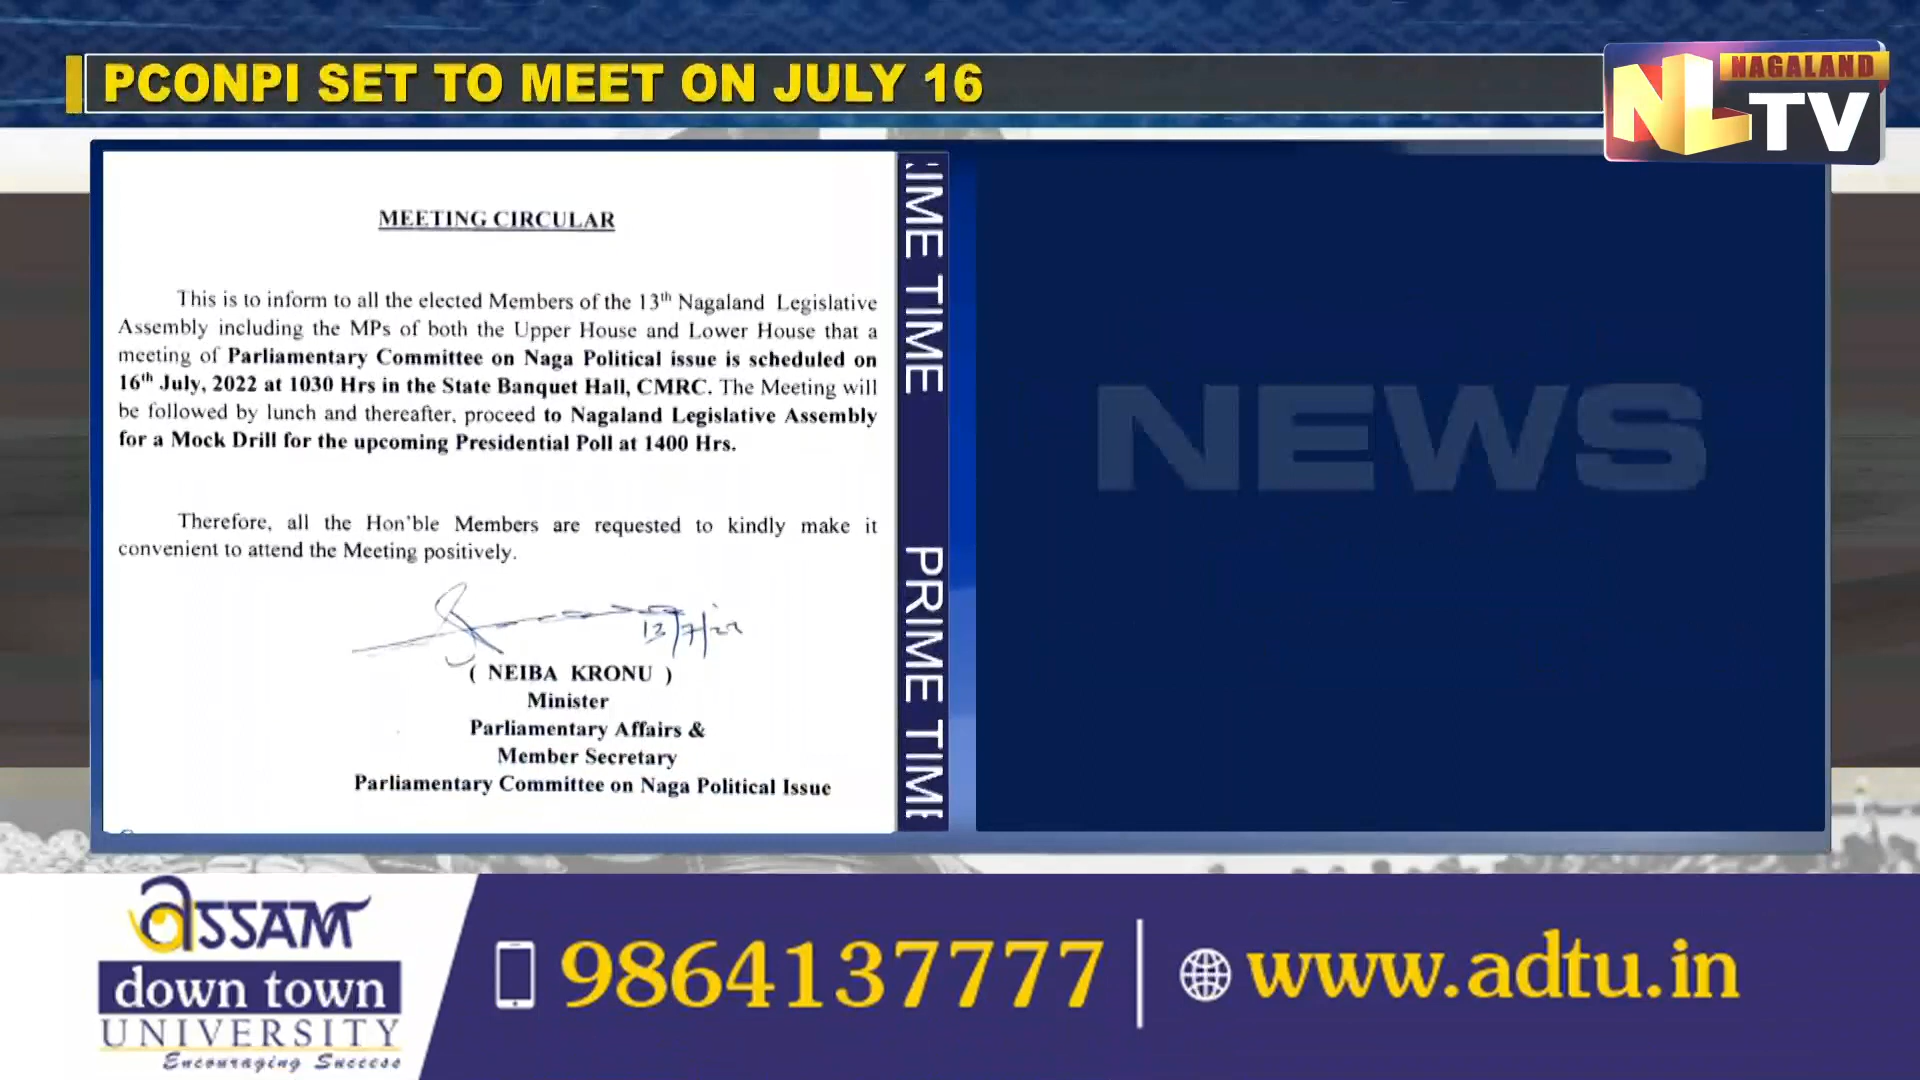 PCONPI SET TO MEET ON JULY 16
NAGALAND
NL TV
MEETING CIRCULAR
This is to inform to all the elected Members of the 13th Nagaland Legislative
Assembly including the MPs of both the Upper House and Lower House that a
meeting of Parliamentary Committee on Naga Political issue is scheduled on
16th July, 2022 at 1030 Hrs in the State Banquet Hall, CMRC. The Meeting will
be followed by lunch and thereafter, proceed to Nagaland Legislative Assembly
for a Mock Drill for the upcoming Presidential Poll at 1400 Hrs.
Therefore, all the Hon'ble Members are requested to kindly make it
convenient to attend the Meeting positively.
13/7/22
( NEIBA KRONU )
Minister
Parliamentary Affairs &
Member Secretary
Parliamentary Committee on Naga Political Issue
TIME
PRIME TIME
NEWS
ASSAM
down town
UNIVERSITY
Encouraging Success
9864137777
www.adtu.in